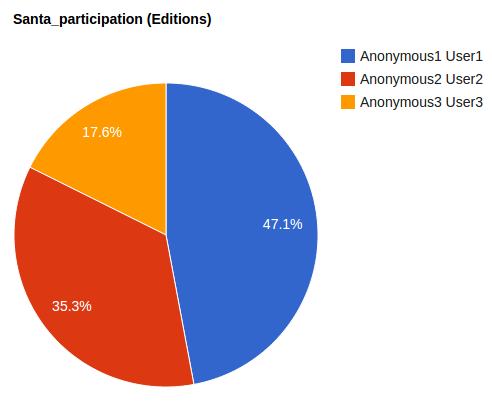 Santa_participation (Editions)
Anonymous1 User1
Anonymous2 User2
Anonymous3 User3
17.6%
47.1%
35.3%